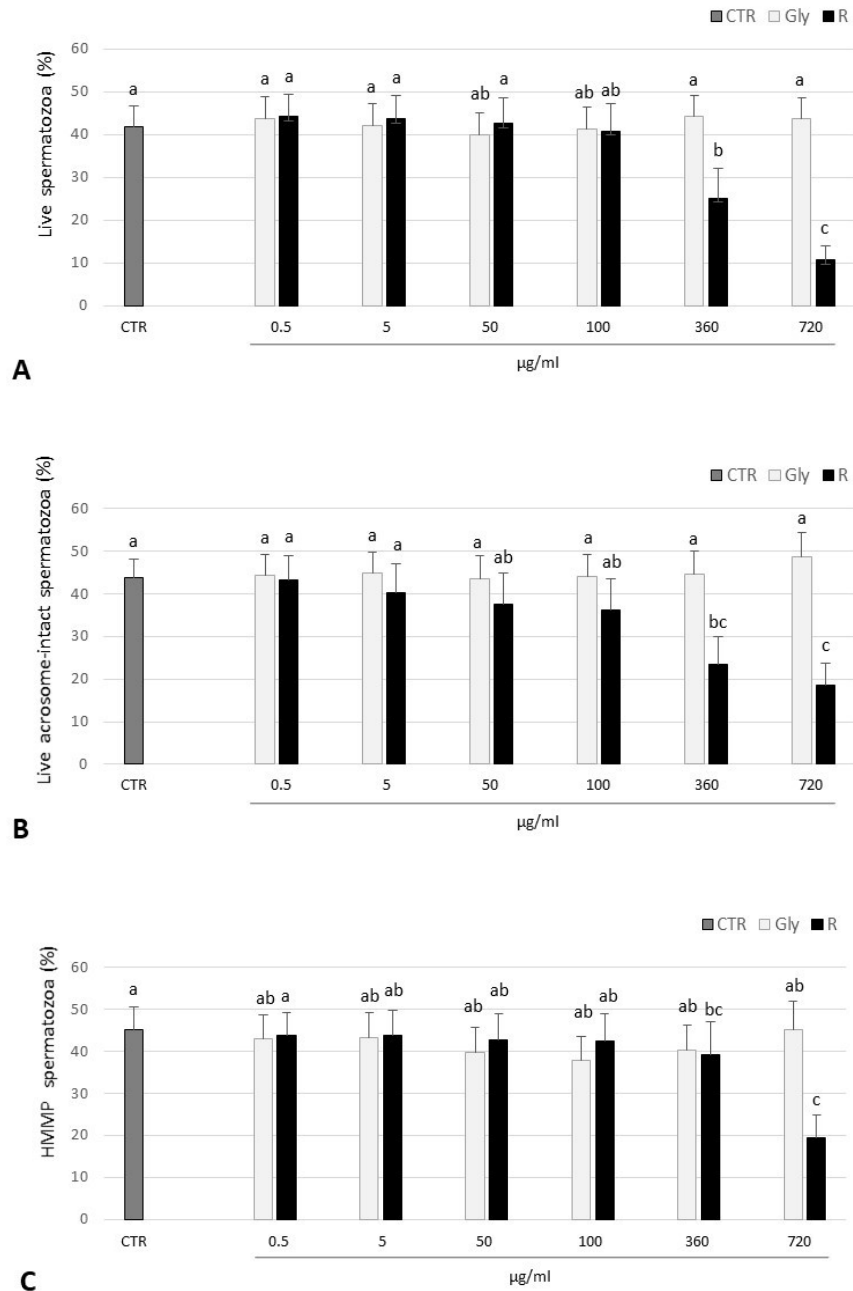 CTR Gly R
60
a a a a a ab a ab ab a a
50
40
b
30
20
c
10
0
Live spermatozoa (%)
CTR 0.5 5 50 100 360 720
µg/ml
A
CTR Gly R
60
a a a a a a ab a ab a a
50
40
30
bc
20
c
10
0
Live acrosome-intact spermatozoa (%)
CTR 0.5 5 50 100 360 720
µg/ml
B
CTR Gly R
60
a ab a ab ab ab ab ab ab ab bc ab
50
40
30
c
20
10
0
HMMP spermatozoa (%)
CTR 0.5 5 50 100 360 720
µg/ml
C